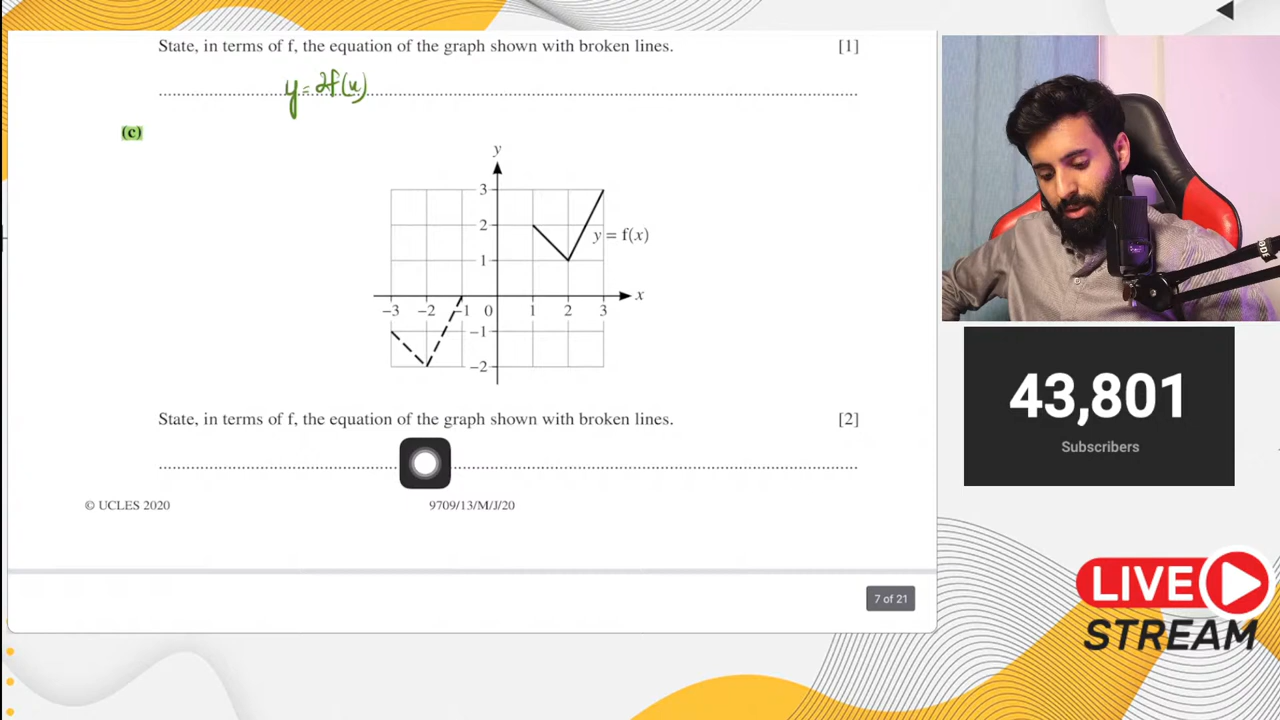 State, in terms of f, the equation of the graph shown with broken lines. [1]
y = 2f(x)
(c)
y
3
2
y = f(x)
1
x
−3 −2 −1 0 1 2 3
−1
−2
State, in terms of f, the equation of the graph shown with broken lines. [2]
© UCLES 2020 9709/13/M/J/20
7 of 21
43,801
Subscribers
LIVE
STREAM